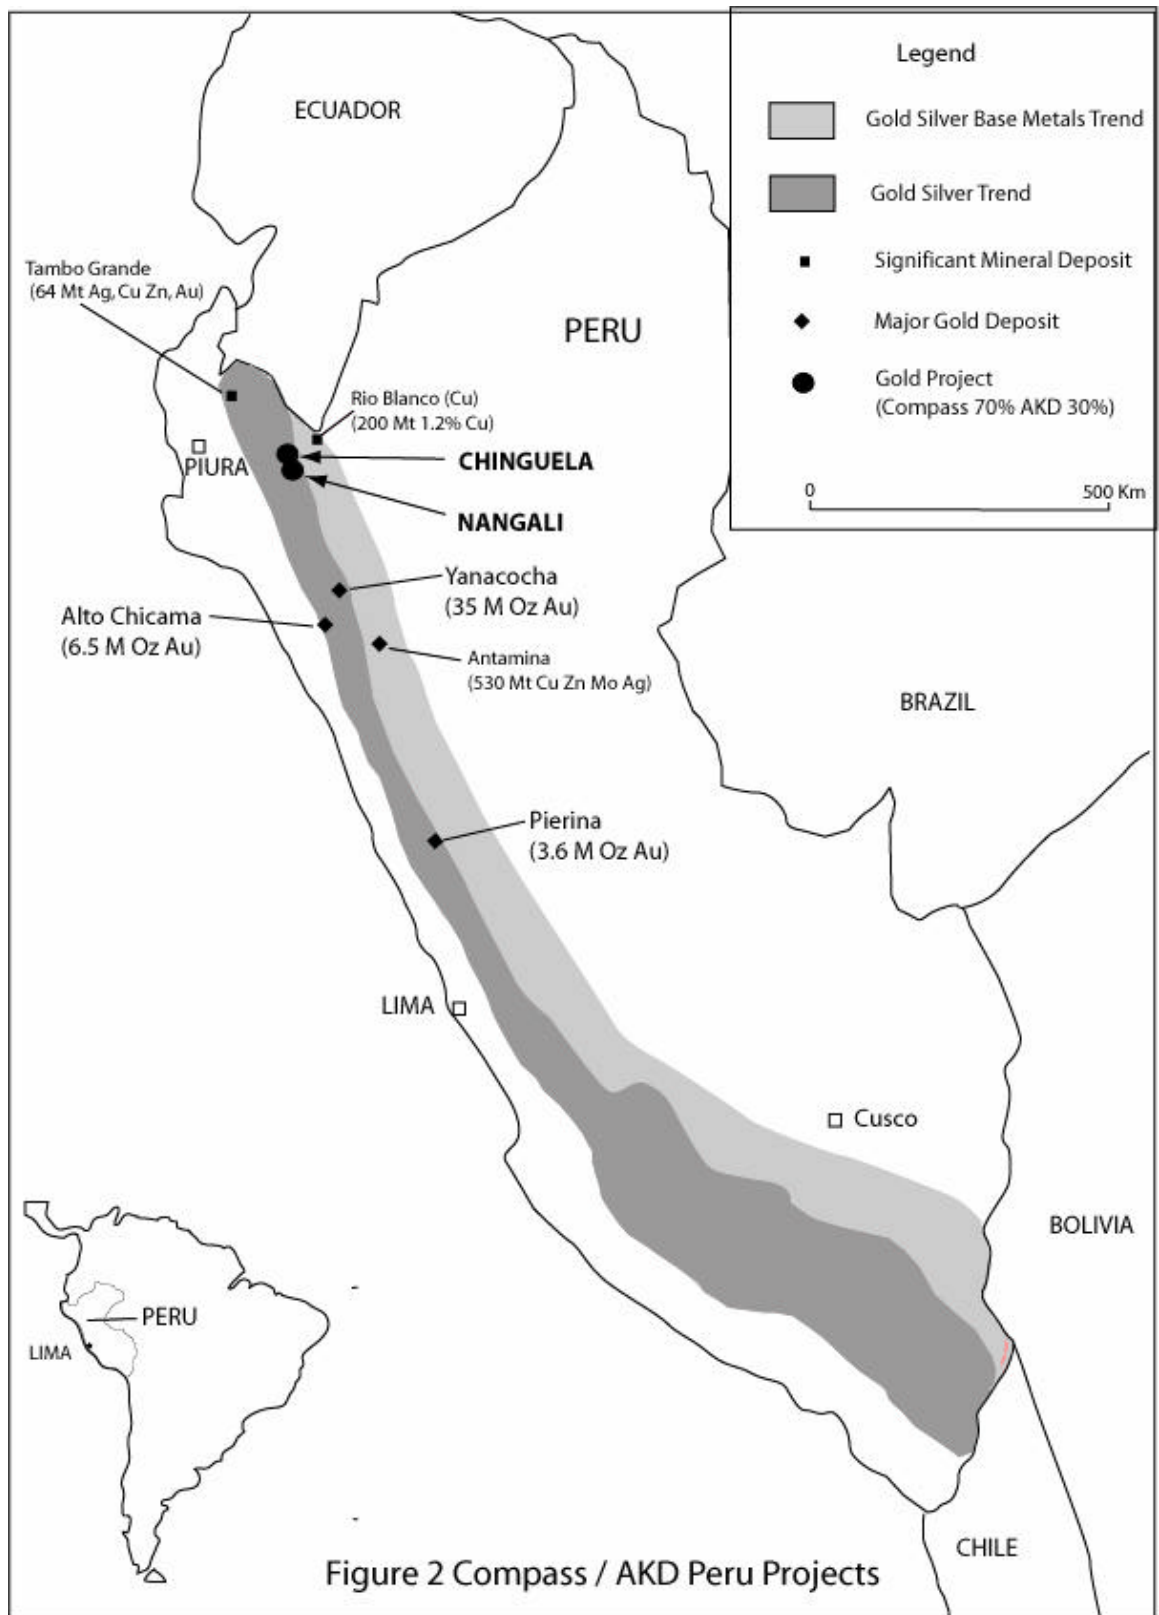 Legend
Gold Silver Base Metals Trend
Gold Silver Trend
Significant Mineral Deposit
Major Gold Deposit
Gold Project
(Compass 70% AKD 30%)
0
500 Km
ECUADOR
Tambo Grande
(64 Mt Ag, Cu Zn, Au)
PERU
Rio Blanco (Cu)
(200 Mt 1.2% Cu)
PIURA
CHINGUELA
NANGALI
Yanacocha
(35 M Oz Au)
Alto Chicama
(6.5 M Oz Au)
Antamina
(530 Mt Cu Zn Mo Ag)
BRAZIL
Pierina
(3.6 M Oz Au)
LIMA
Cusco
BOLIVIA
PERU
LIMA
CHILE
Figure 2 Compass / AKD Peru Projects